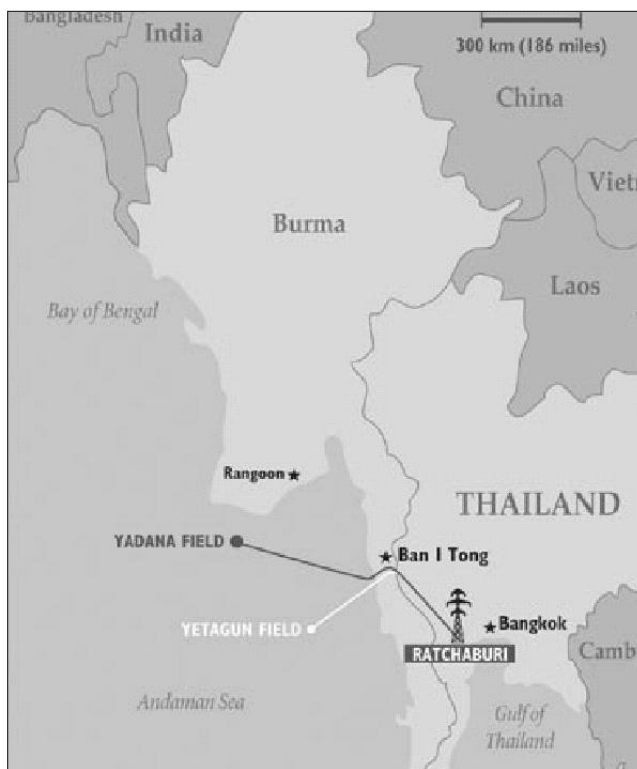 Bangladesh
India
300 km (186 miles)
China
Burma
Laos
Bay of Bengal
Rangoon
THAILAND
YADANA FIELD
Ban I Tong
YETAGUN FIELD
Bangkok
RATCHABURI
Camb
Andaman Sea
Gulf of
Thailand